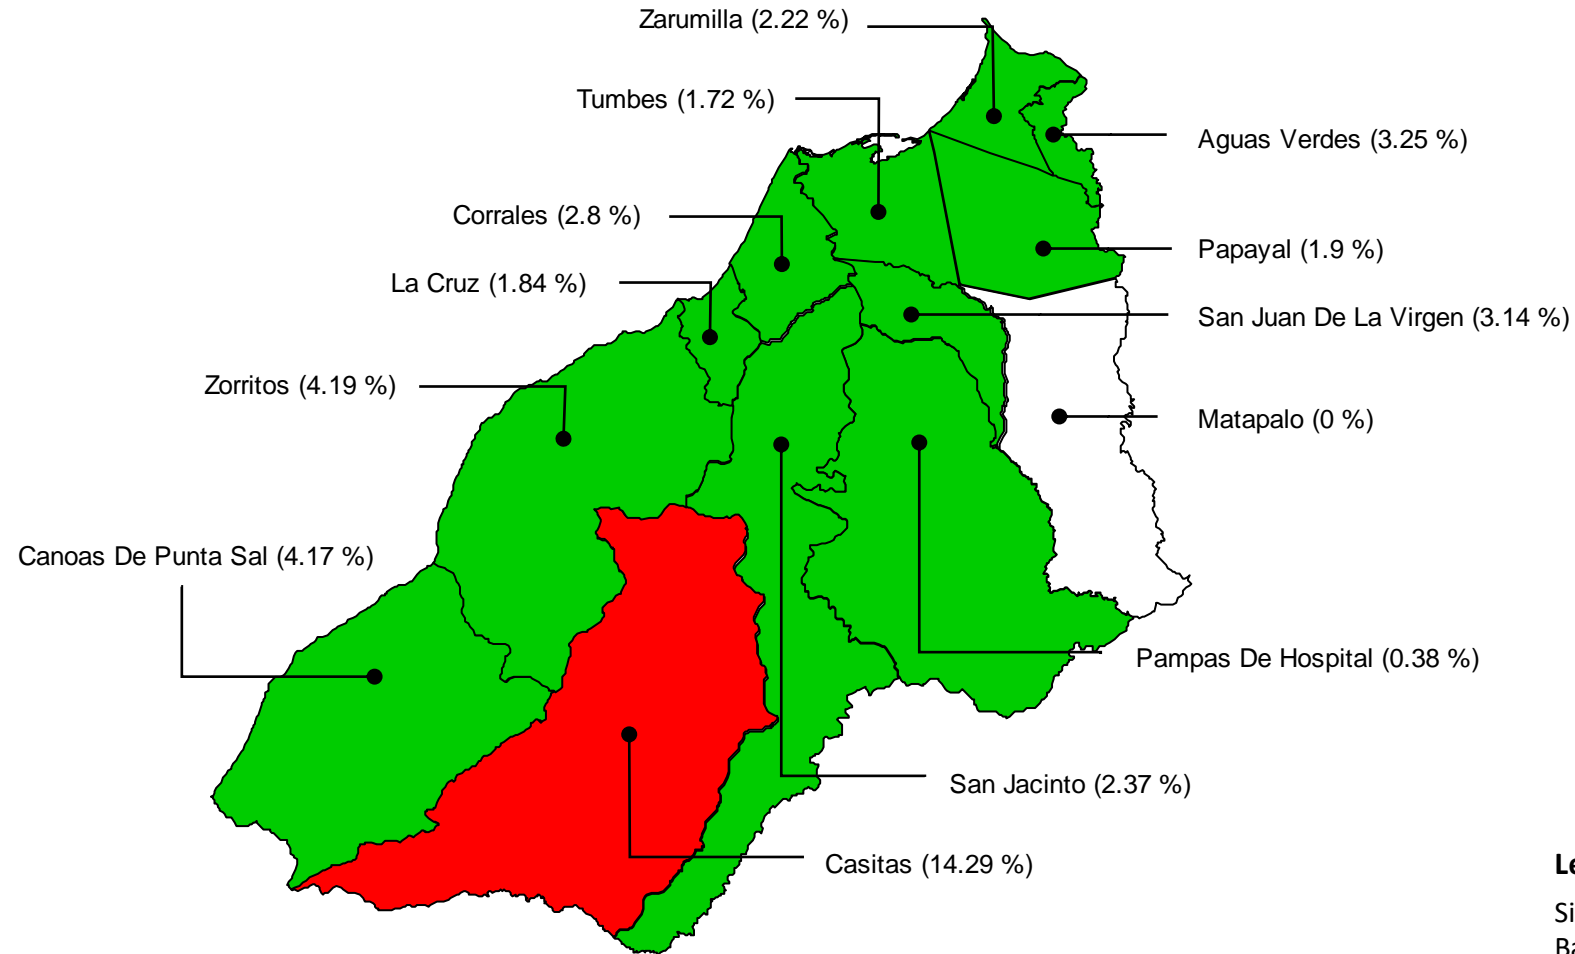 Zarumilla (2.22 %)
Tumbes (1.72 %)
Aguas Verdes (3.25 %)
Corrales (2.8 %)
Papayal (1.9 %)
La Cruz (1.84 %)
San Juan De La Virgen (3.14 %)
Zorritos (4.19 %)
Matapalo (0 %)
Canoas De Punta Sal (4.17 %)
Pampas De Hospital (0.38 %)
San Jacinto (2.37 %)
Casitas (14.29 %)